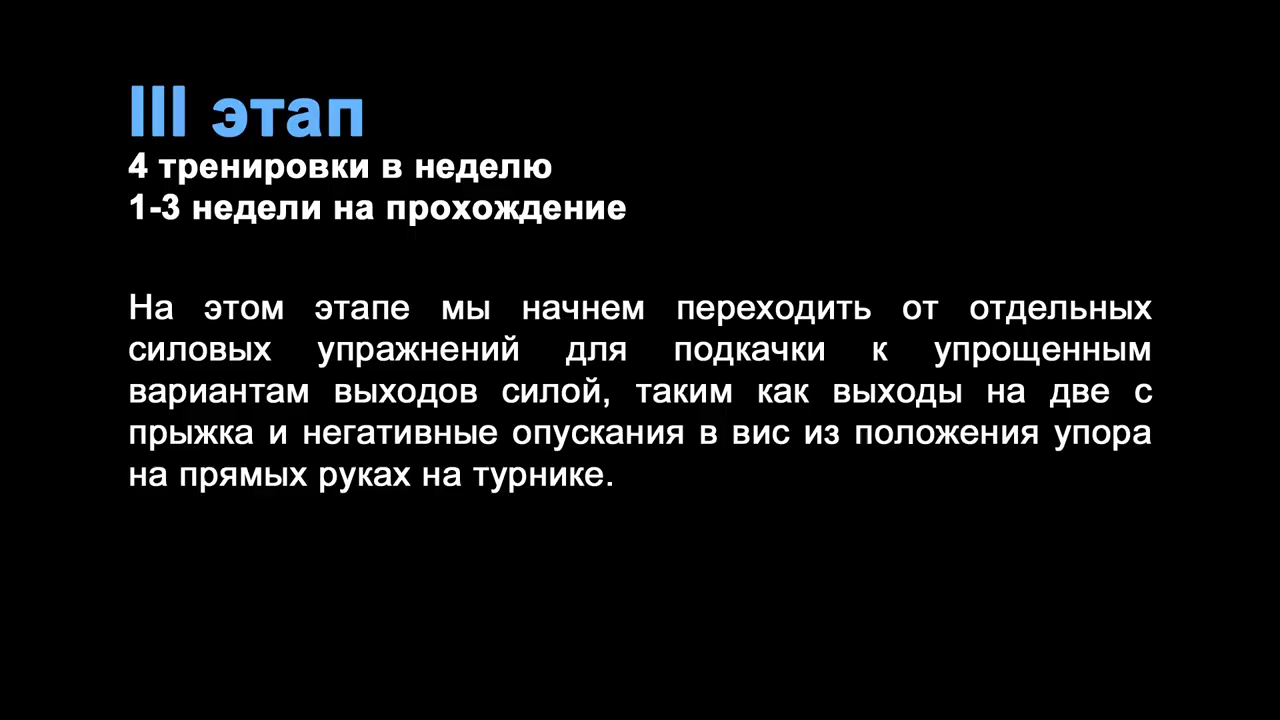 III этап
4 тренировки в неделю
1-3 недели на прохождение
На этом этапе мы начнем переходить от отдельных
силовых упражнений для подкачки к упрощенным
вариантам выходов силой, таким как выходы на две с
прыжка и негативные опускания в вис из положения упора
на прямых руках на турнике.